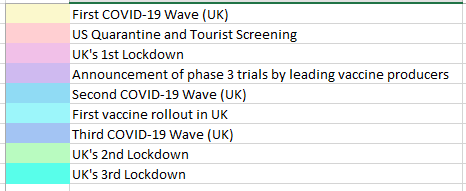 First COVID-19 Wave (UK)
US Quarantine and Tourist Screening
UK's 1st Lockdown
Announcement of phase 3 trials by leading vaccine producers
Second COVID-19 Wave (UK)
First vaccine rollout in UK
Third COVID-19 Wave (UK)
UK's 2nd Lockdown
UK's 3rd Lockdown